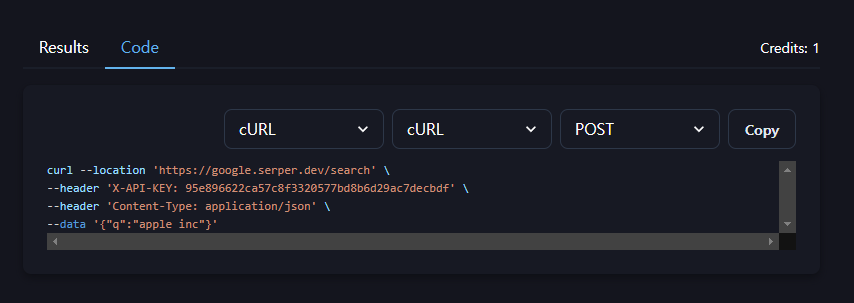 Results Code Credits: 1
cURL cURL POST Copy
curl --location 'https://google.serper.dev/search' \
--header 'X-API-KEY: 95e896622ca57c8f3320577bd8b6d29ac7decbdf' \
--header 'Content-Type: application/json' \
--data '{"q":"apple inc"}'